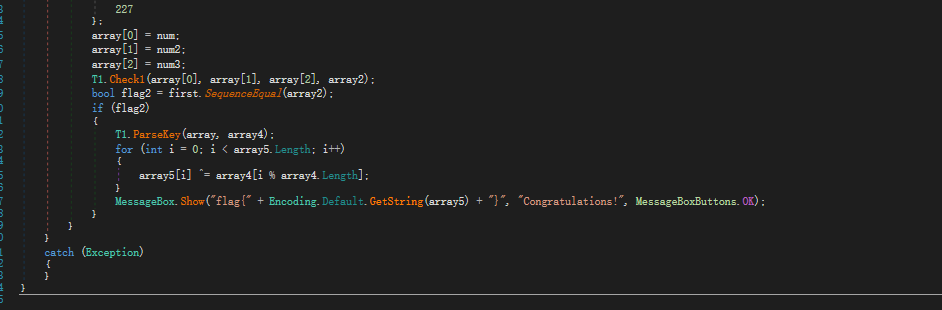 227
};
array[0] = num;
array[1] = num2;
array[2] = num3;
T1.Check1(array[0], array[1], array[2], array2);
bool flag2 = first.SequenceEqual(array2);
if (flag2)
{
T1.ParseKey(array, array4);
for (int i = 0; i < array5.Length; i++)
{
array5[i] ^= array4[i % array4.Length];
}
MessageBox.Show("flag{" + Encoding.Default.GetString(array5) + "}", "Congratulations!", MessageBoxButtons.OK);
}
}
}
catch (Exception)
{
}
}